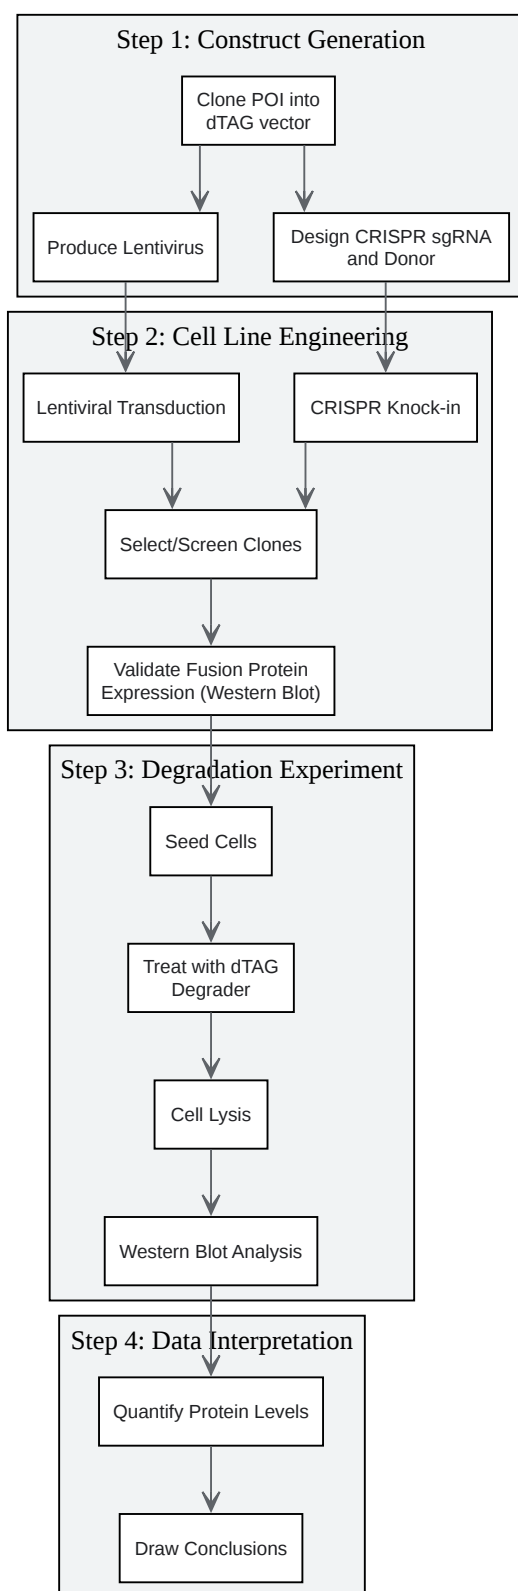 Step 1: Construct Generation
Clone POI into
dTAG vector
Produce Lentivirus
Design CRISPR sgRNA
and Donor
Step 2: Cell Line Engineering
Lentiviral Transduction
CRISPR Knock-in
Select/Screen Clones
Validate Fusion Protein
Expression (Western Blot)
Step 3: Degradation Experiment
Seed Cells
Treat with dTAG
Degrader
Cell Lysis
Western Blot Analysis
Step 4: Data Interpretation
Quantify Protein Levels
Draw Conclusions